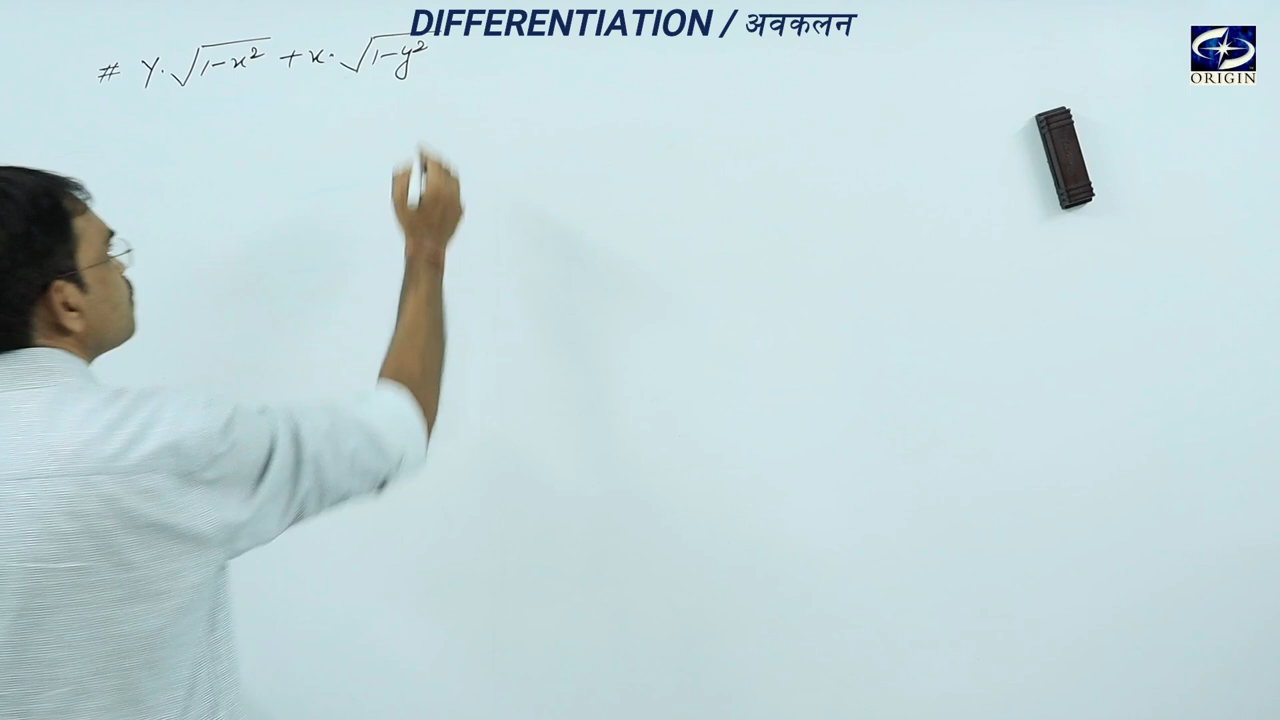 DIFFERENTIATION / अवकलन
# y·√1-x² + x·√1-y²
ORIGIN